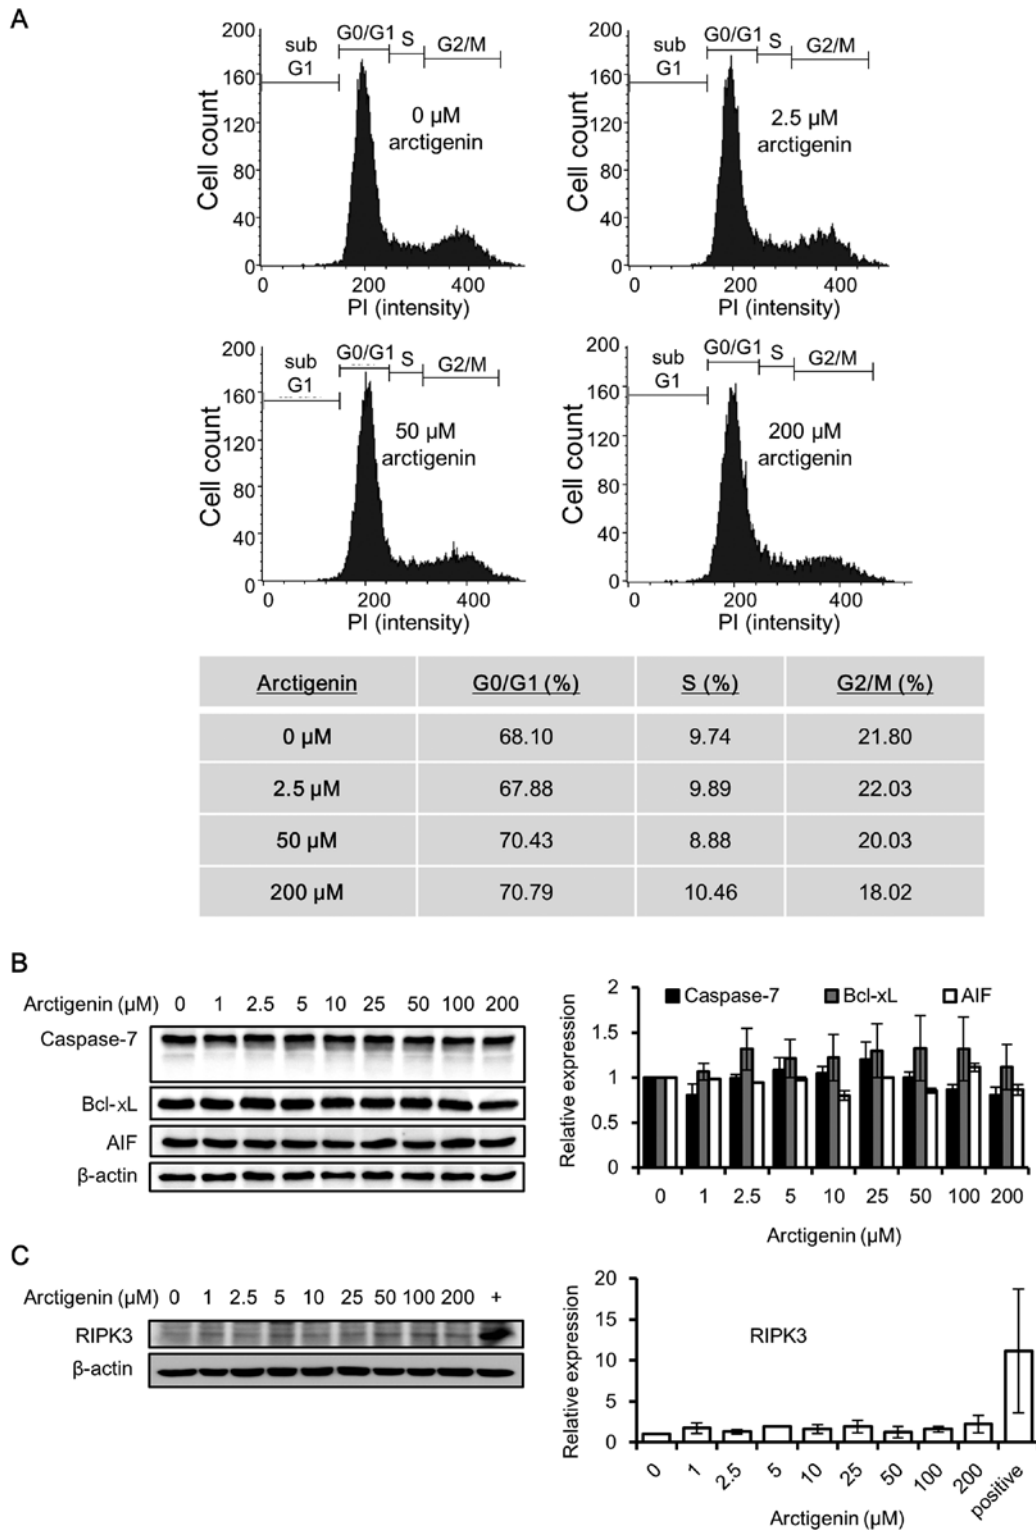 A
200
160
120
80
40
0
Cell count
sub
G1
G0/G1
S
G2/M
0 µM
arctigenin
0 200 400
PI (intensity)
200
160
120
80
40
0
Cell count
sub
G1
G0/G1
S
G2/M
2.5 µM
arctigenin
0 200 400
PI (intensity)
200
160
120
80
40
0
Cell count
sub
G1
G0/G1
S
G2/M
50 µM
arctigenin
0 200 400
PI (intensity)
200
160
120
80
40
0
Cell count
sub
G1
G0/G1
S
G2/M
200 µM
arctigenin
0 200 400
PI (intensity)
Arctigenin G0/G1 (%) S (%) G2/M (%)
0 µM 68.10 9.74 21.80
2.5 µM 67.88 9.89 22.03
50 µM 70.43 8.88 20.03
200 µM 70.79 10.46 18.02
B
Arctigenin (µM) 0 1 2.5 5 10 25 50 100 200
Caspase-7
Bcl-xL
AIF
β-actin
2
1.5
1
0.5
0
Relative expression
Caspase-7 Bcl-xL AIF
0 1 2.5 5 10 25 50 100 200
Arctigenin (µM)
C
Arctigenin (µM) 0 1 2.5 5 10 25 50 100 200 +
RIPK3
β-actin
20
15
10
5
0
Relative expression
RIPK3
0 1 2.5 5 10 25 50 100 200 positive
Arctigenin (µM)